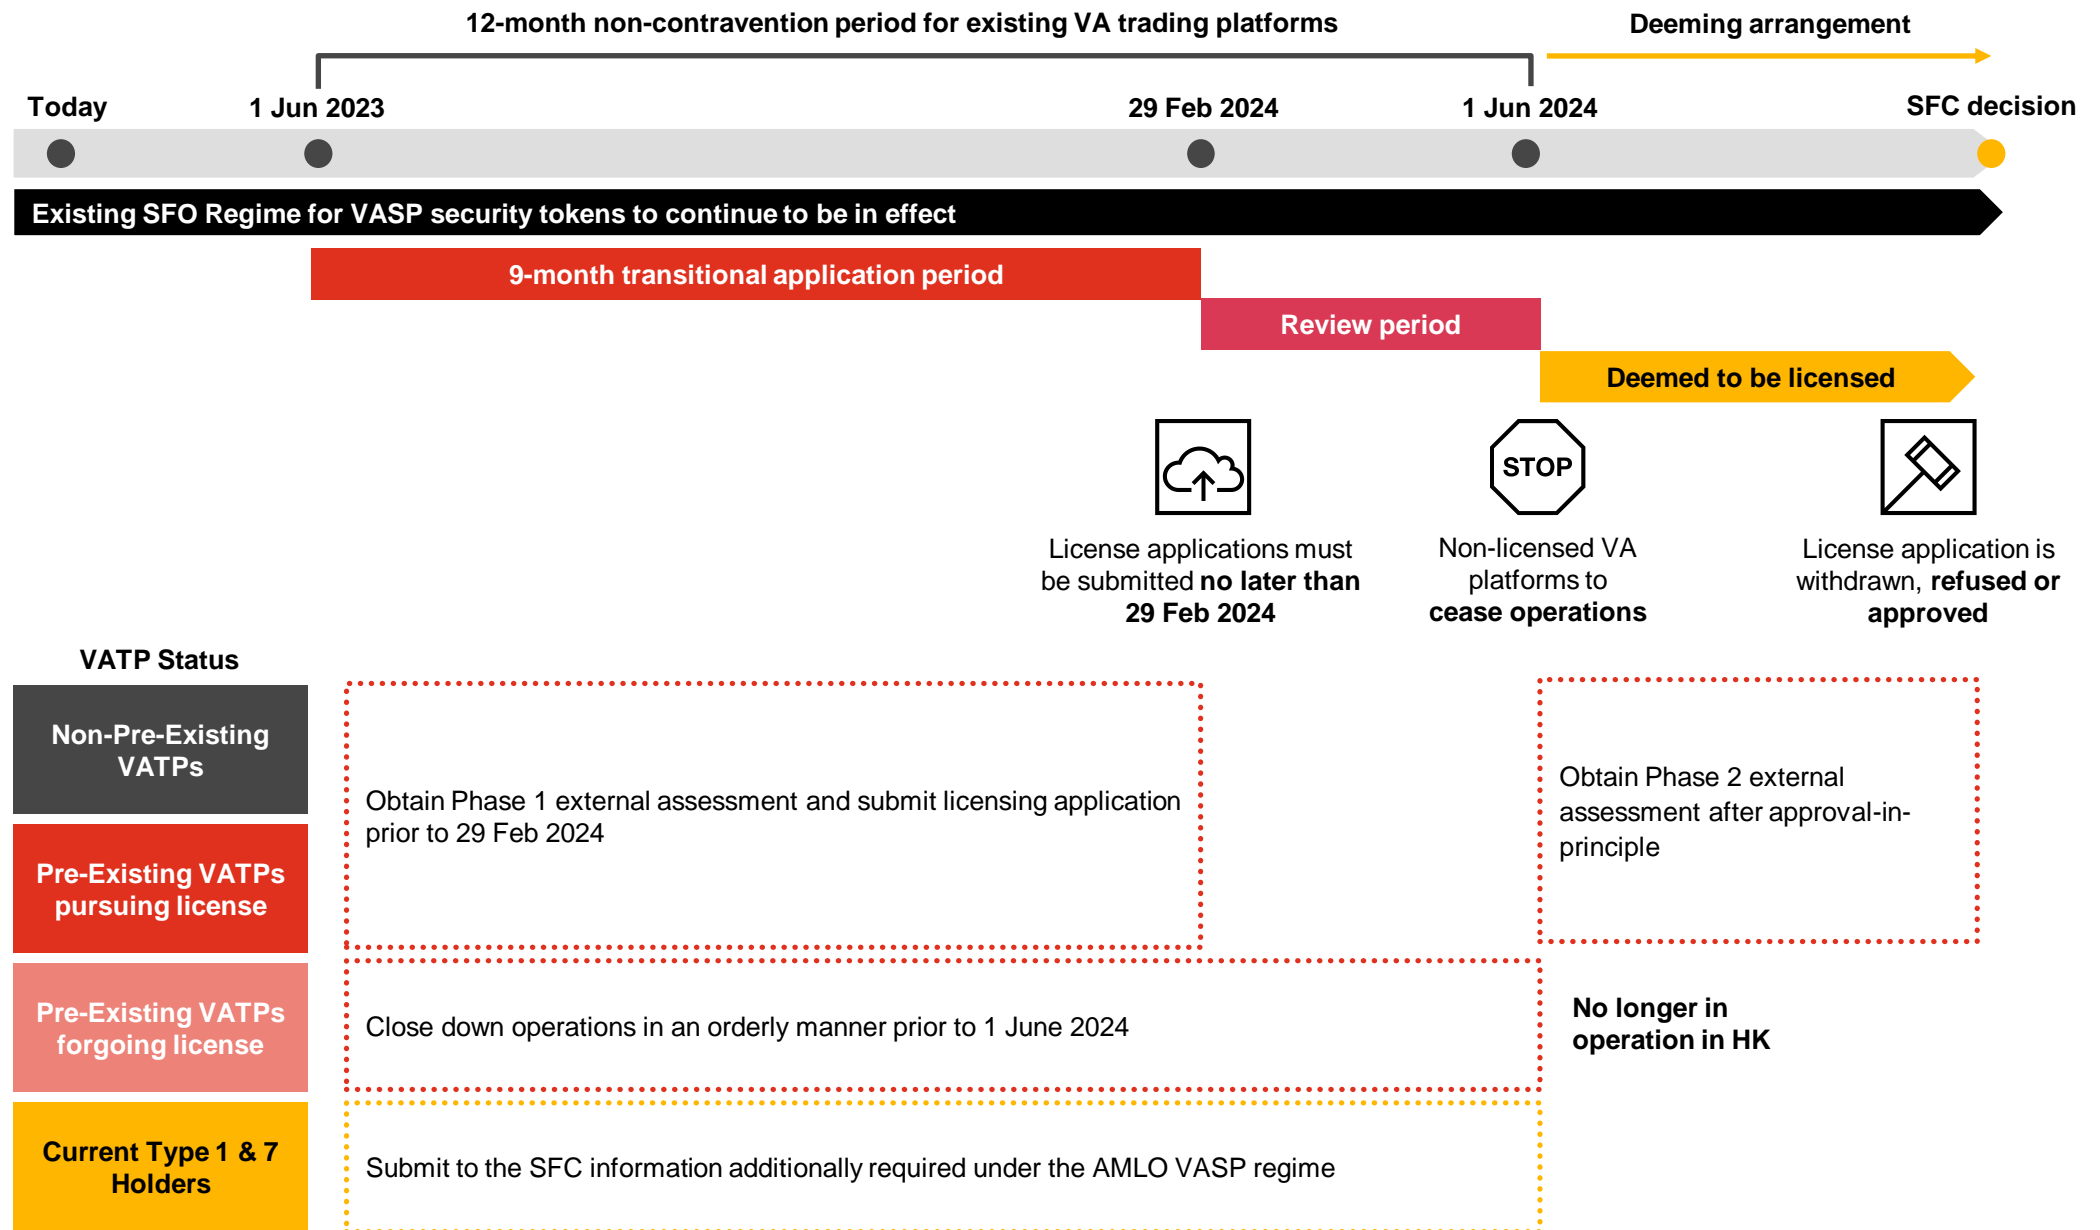 12-month non-contravention period for existing VA trading platforms
Deeming arrangement
Today
1 Jun 2023
29 Feb 2024
1 Jun 2024
SFC decision
Existing SFO Regime for VASP security tokens to continue to be in effect
9-month transitional application period
Review period
Deemed to be licensed
STOP
License applications must
be submitted no later than
29 Feb 2024
Non-licensed VA
platforms to
cease operations
License application is
withdrawn, refused or
approved
VATP Status
Non-Pre-Existing
VATPs
Pre-Existing VATPs
pursuing license
Obtain Phase 1 external assessment and submit licensing application
prior to 29 Feb 2024
Obtain Phase 2 external
assessment after approval-in-
principle
Pre-Existing VATPs
forgoing license
Close down operations in an orderly manner prior to 1 June 2024
No longer in
operation in HK
Current Type 1 & 7
Holders
Submit to the SFC information additionally required under the AMLO VASP regime